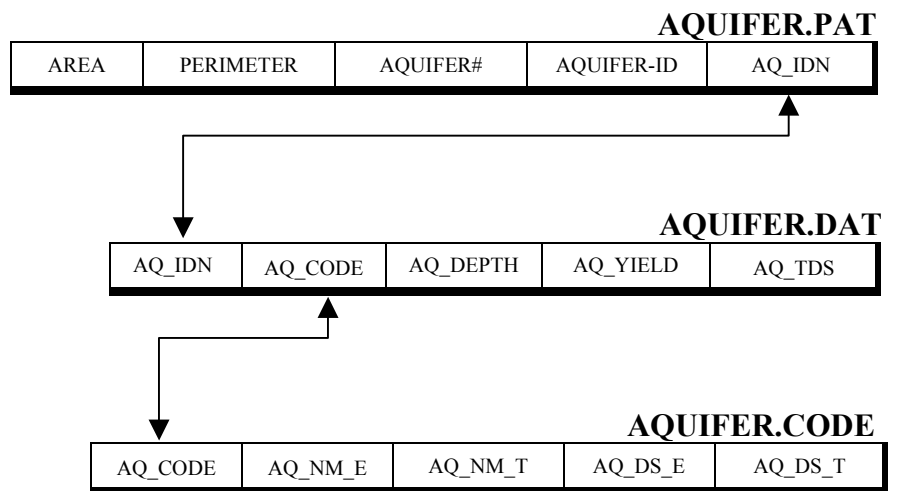 AQUIFER.PAT
AREA PERIMETER AQUIFER# AQUIFER-ID AQ_IDN
AQUIFER.DAT
AQ_IDN AQ_CODE AQ_DEPTH AQ_YIELD AQ_TDS
AQUIFER.CODE
AQ_CODE AQ_NM_E AQ_NM_T AQ_DS_E AQ_DS_T